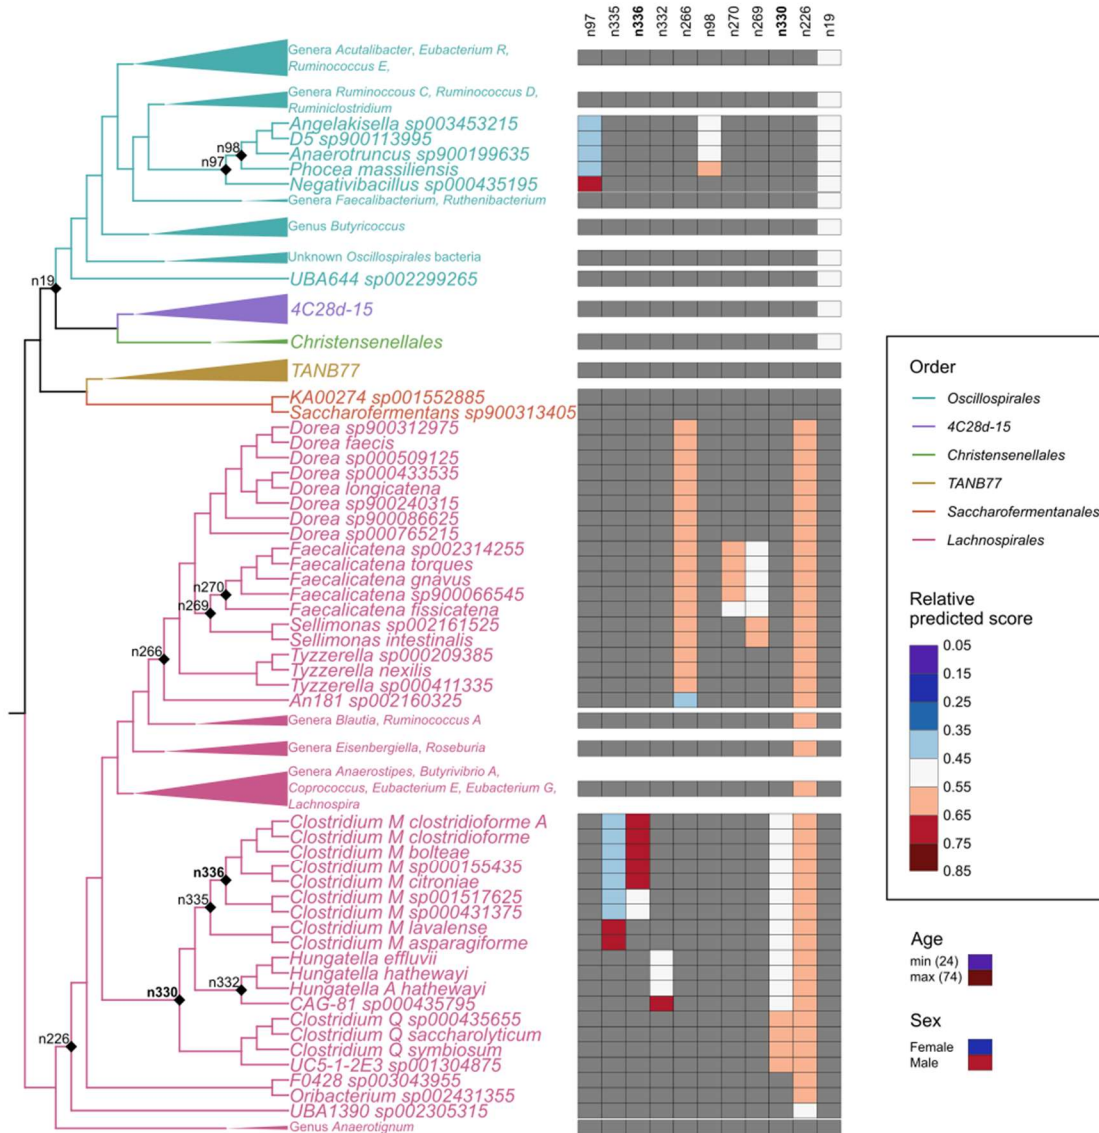 n97 n335 n336 n332 n266 n98 n270 n269 n330 n226 n19
Genera Acutalibacter, Eubacterium R,
Ruminococcus E,
Genera Ruminoccous C, Ruminococcus D,
Ruminiclostridium
Angelakisella sp003453215
D5 sp900113995
n98
Anaerotruncus sp900199635
n97
Phocea massiliensis
Negativibacillus sp000435195
Genera Faecalibacterium, Ruthenibacterium
Genus Butyricoccus
Unknown Oscillospirales bacteria
UBA644 sp002299265
n19
4C28d-15
Christensenellales
TANB77
KA00274 sp001552885
Saccharofermentans sp900313405
Dorea sp900312975
Dorea faecis
Dorea sp000509125
Dorea sp000433535
Dorea longicatena
Dorea sp900240315
Dorea sp900086625
Dorea sp000765215
Faecalicatena sp002314255
Faecalicatena torques
Faecalicatena gnavus
n270
Faecalicatena sp900066545
n269
Faecalicatena fissicatena
Sellimonas sp002161525
Sellimonas intestinalis
n266
Tyzzerella sp000209385
Tyzzerella nexilis
Tyzzerella sp000411335
An181 sp002160325
Genera Blautia, Ruminococcus A
Genera Eisenbergiella, Roseburia
Genera Anaerostipes, Butyrivibrio A,
Coprococcus, Eubacterium E, Eubacterium G,
Lachnospira
Clostridium M clostridioforme A
Clostridium M clostridioforme
Clostridium M bolteae
Clostridium M sp000155435
n336
Clostridium M citroniae
Clostridium M sp001517625
n335
Clostridium M sp000431375
Clostridium M lavalense
Clostridium M asparagiforme
Hungatella effluvii
Hungatella hathewayi
n332
Hungatella A hathewayi
n330
CAG-81 sp000435795
Clostridium Q sp000435655
Clostridium Q saccharolyticum
n226
Clostridium Q symbiosum
UC5-1-2E3 sp001304875
F0428 sp003043955
Oribacterium sp002431355
UBA1390 sp002305315
Genus Anaerotignum
Order
Oscillospirales
4C28d-15
Christensenellales
TANB77
Saccharofermentanales
Lachnospirales
Relative
predicted score
0.05
0.15
0.25
0.35
0.45
0.55
0.65
0.75
0.85
Age
min (24)
max (74)
Sex
Female
Male